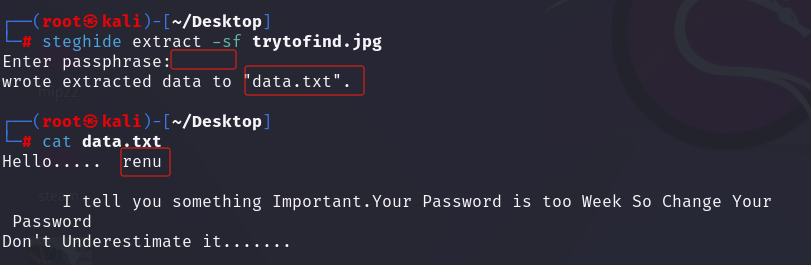 ┌──(root㉿kali)-[~/Desktop]
└─# steghide extract -sf trytofind.jpg
Enter passphrase:
wrote extracted data to "data.txt".
┌──(root㉿kali)-[~/Desktop]
└─# cat data.txt
Hello..... renu
I tell you something Important.Your Password is too Week So Change Your
Password
Don't Underestimate it.......